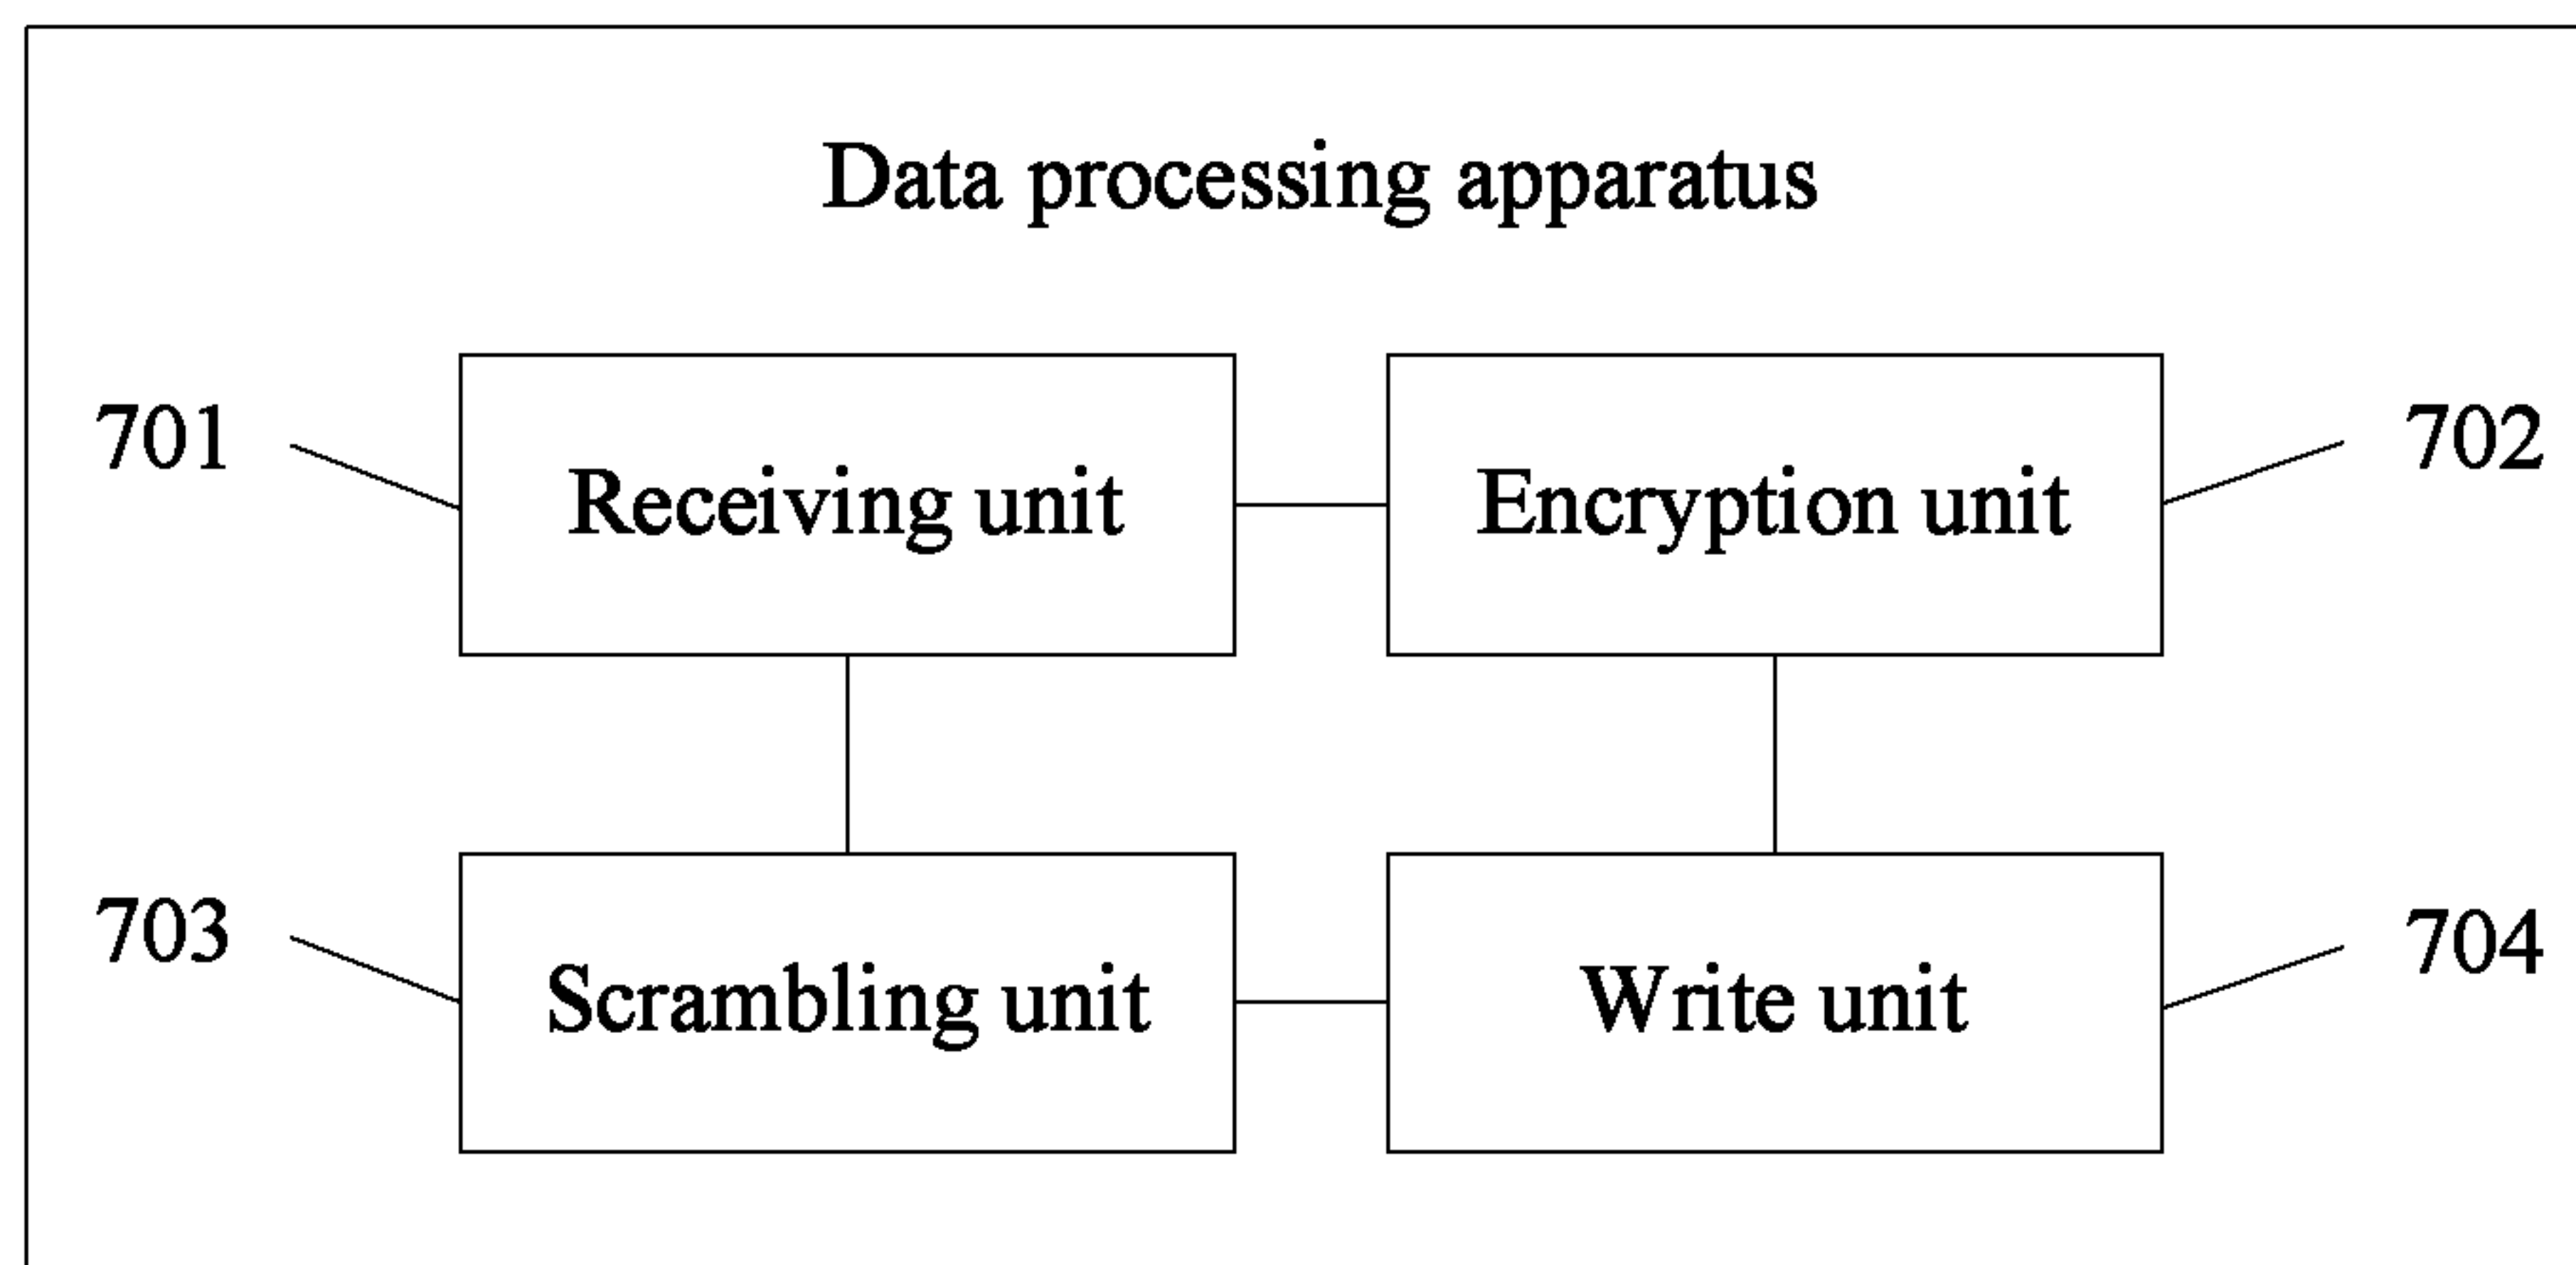 Data processing apparatus
701
Receiving unit
Encryption unit
702
703
Scrambling unit
Write unit
704